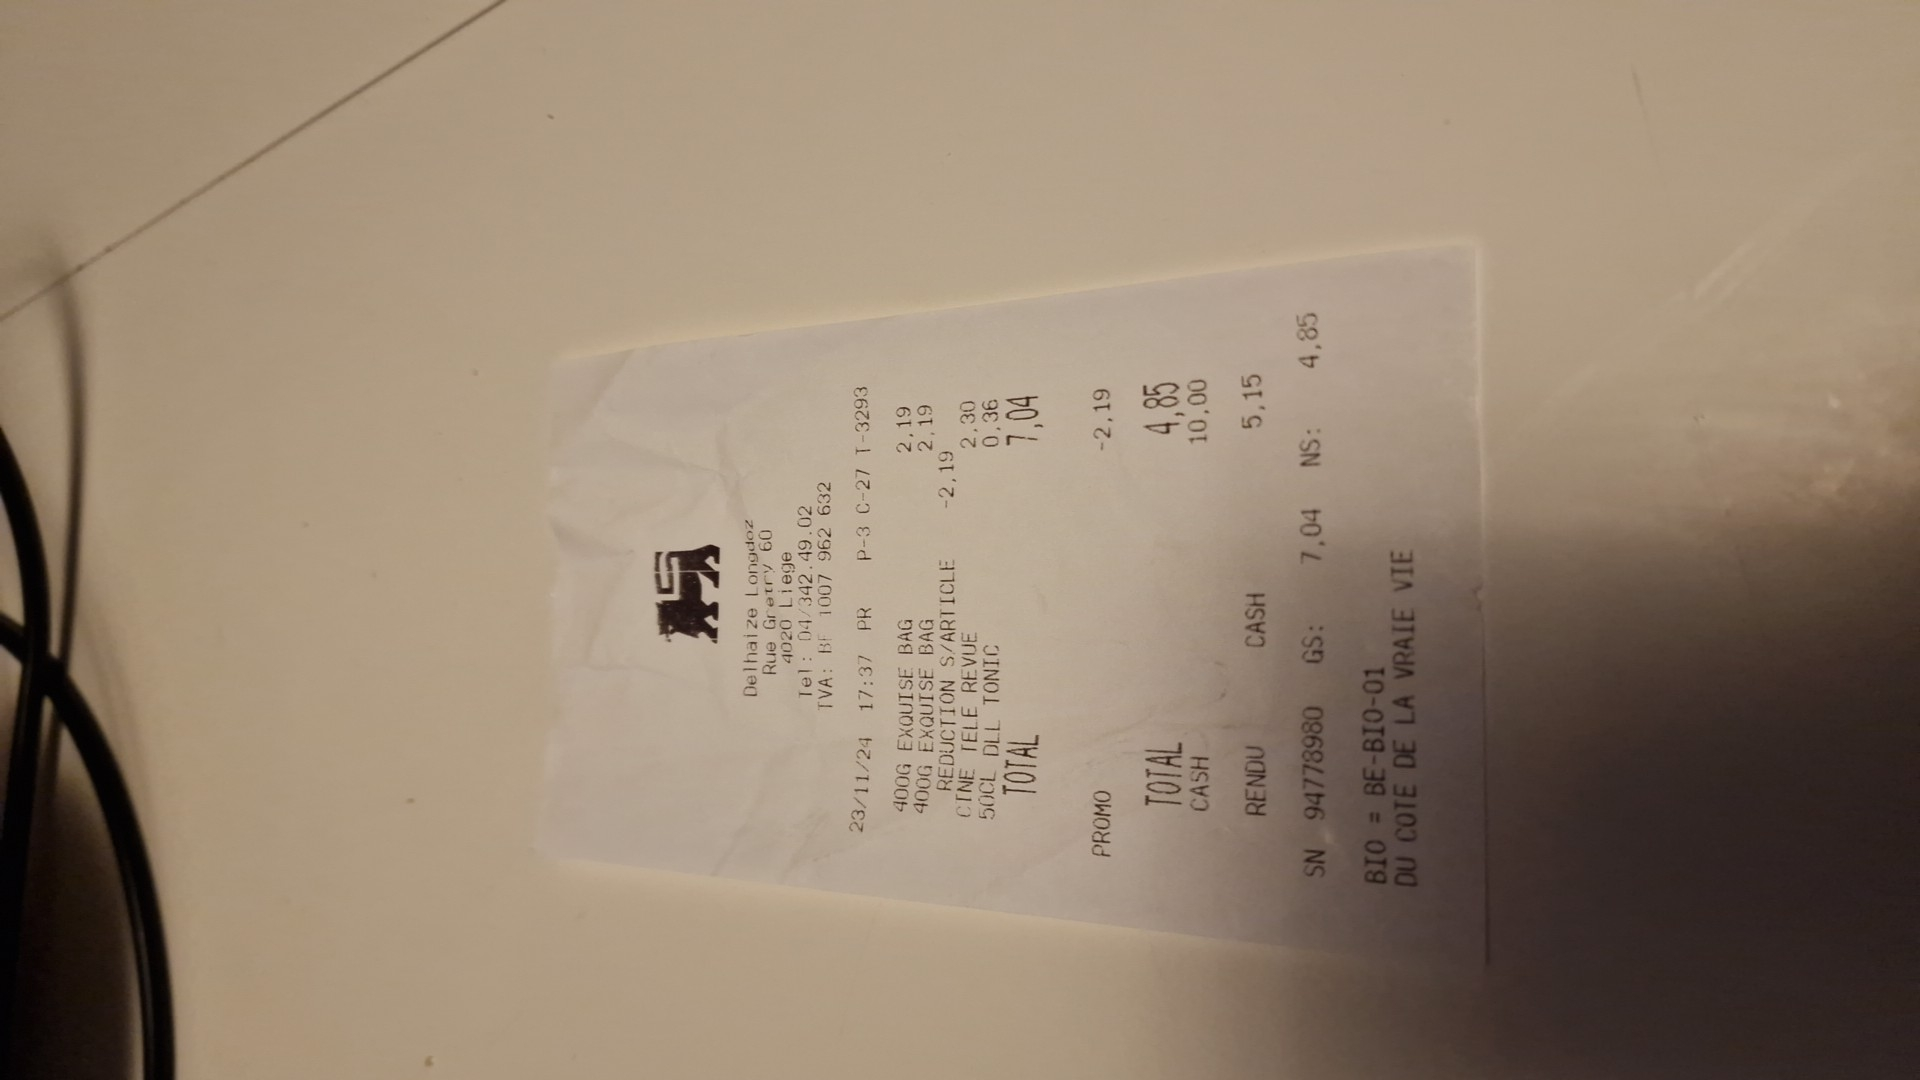 Delhaize Longdoz
Rue Gretry 60
4020 Liege
Tel: 04/342.49.02
TVA: BE 1007 962 632
23/11/24 17:37 PR P-3 C-27 T-3293
400G EXQUISE BAG 2,19
400G EXQUISE BAG 2,19
REDUCTION S/ARTICLE -2,19
CINE TELE REVUE 2,30
50CL DLL TONIC 0,36
TOTAL 7,04
PROMO -2,19
TOTAL 4,85
CASH 10,00
RENDU CASH 5,15
SN 94778980 GS: 7,04 NS: 4,85
BIO = BE-BIO-01
DU COTE DE LA VRAIE VIE